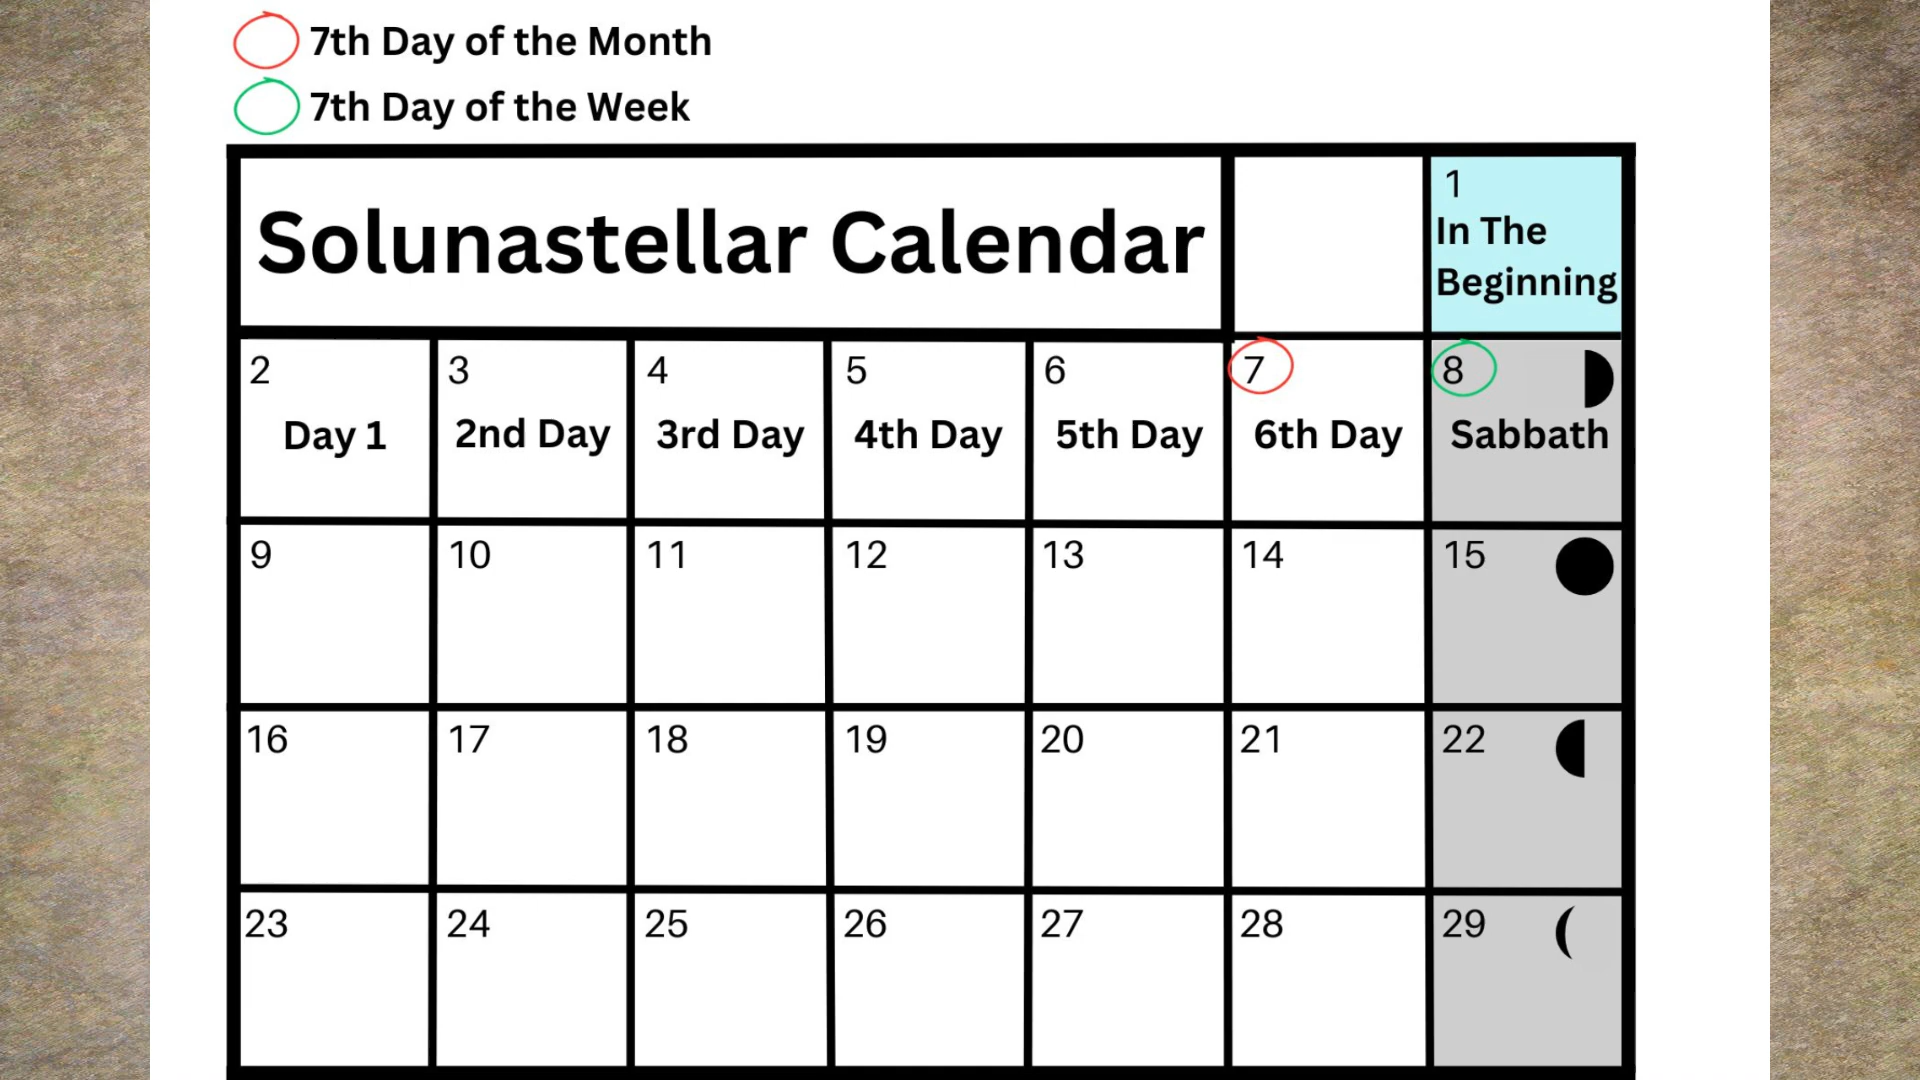 7th Day of the Month
7th Day of the Week
Solunastellar Calendar
1
In The
Beginning
2
3
4
5
6
7
8
Day 1
2nd Day
3rd Day
4th Day
5th Day
6th Day
Sabbath
9
10
11
12
13
14
15
16
17
18
19
20
21
22
23
24
25
26
27
28
29